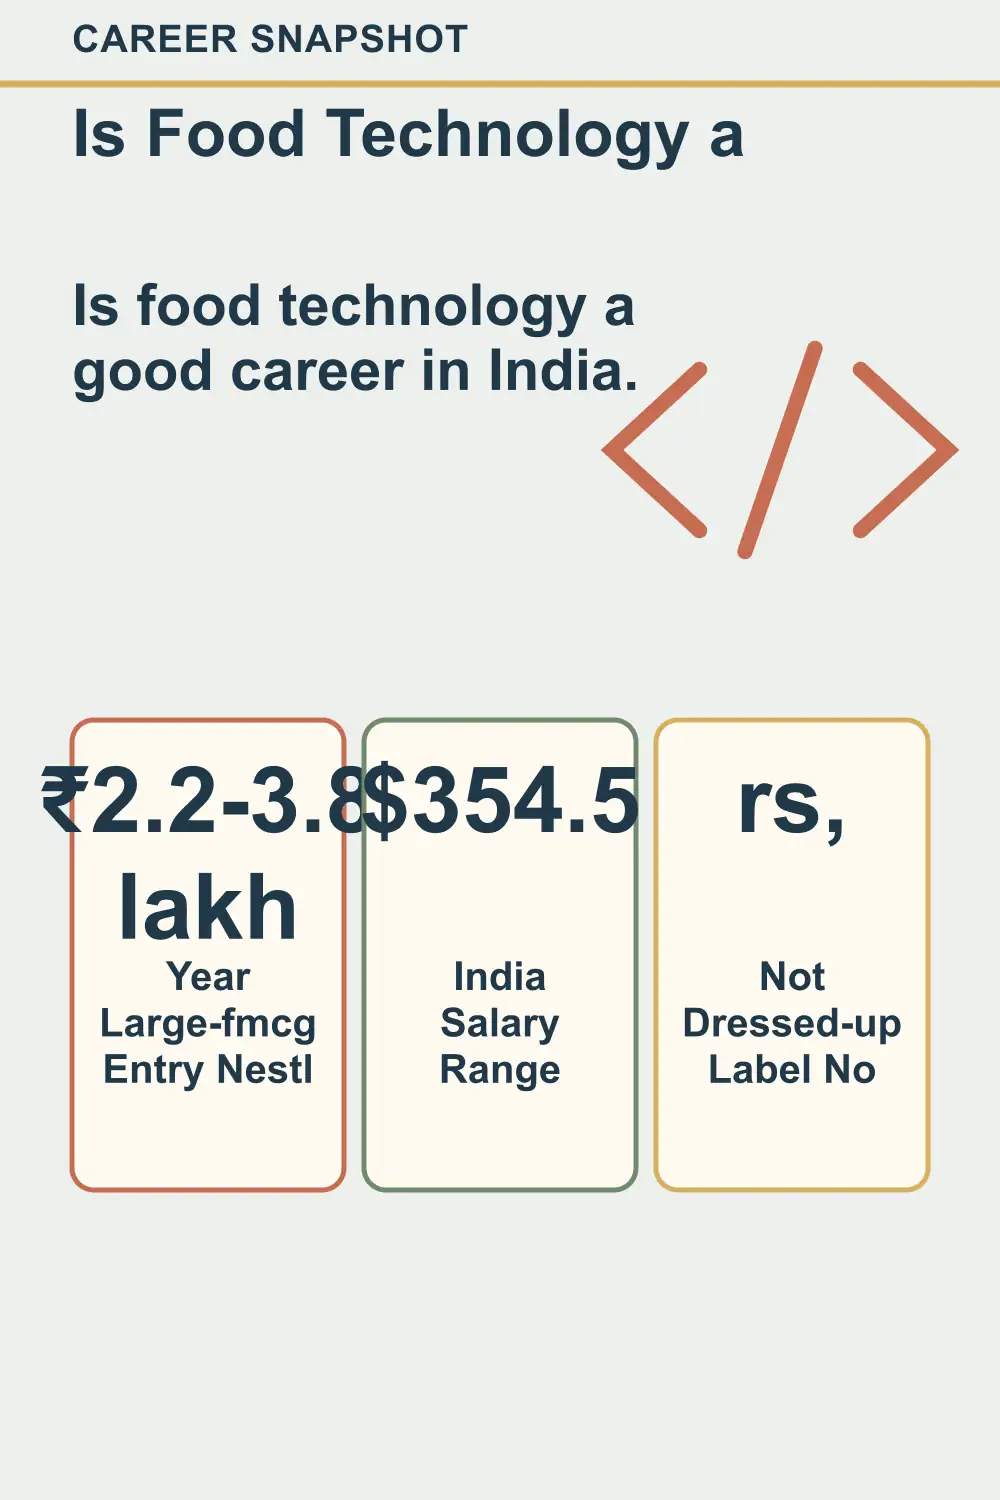 CAREER SNAPSHOT
Is Food Technology a
Is food technology a
good career in India.
₹2.2-3.8
lakh
Year
Large-fmcg
Entry Nestl
$354.5
India
Salary
Range
rs,
Not
Dressed-up
Label No